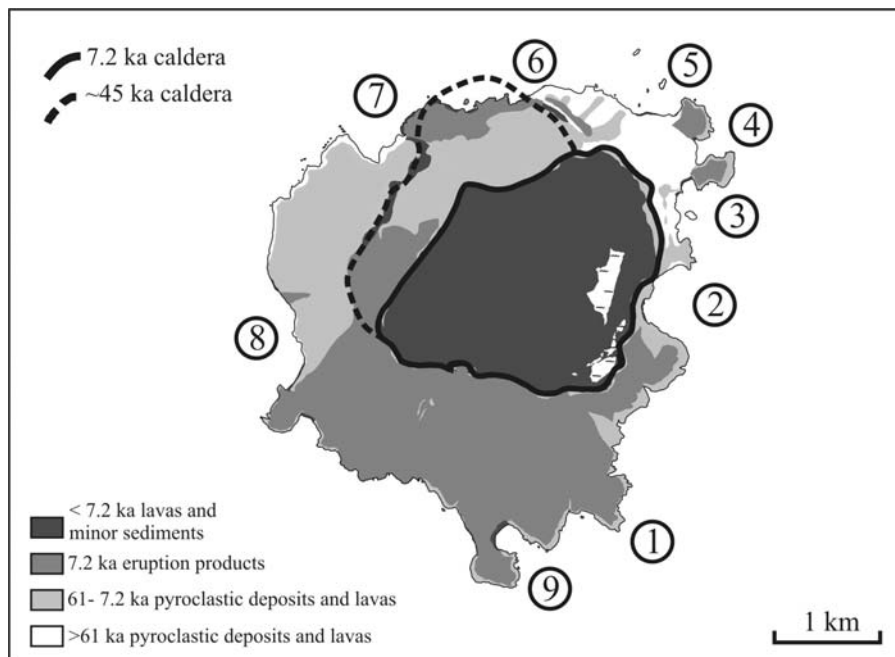 7.2 ka caldera
~45 ka caldera
6
5
7
4
3
2
8
< 7.2 ka lavas and
minor sediments
7.2 ka eruption products
1
61- 7.2 ka pyroclastic deposits and lavas
9
>61 ka pyroclastic deposits and lavas
1 km